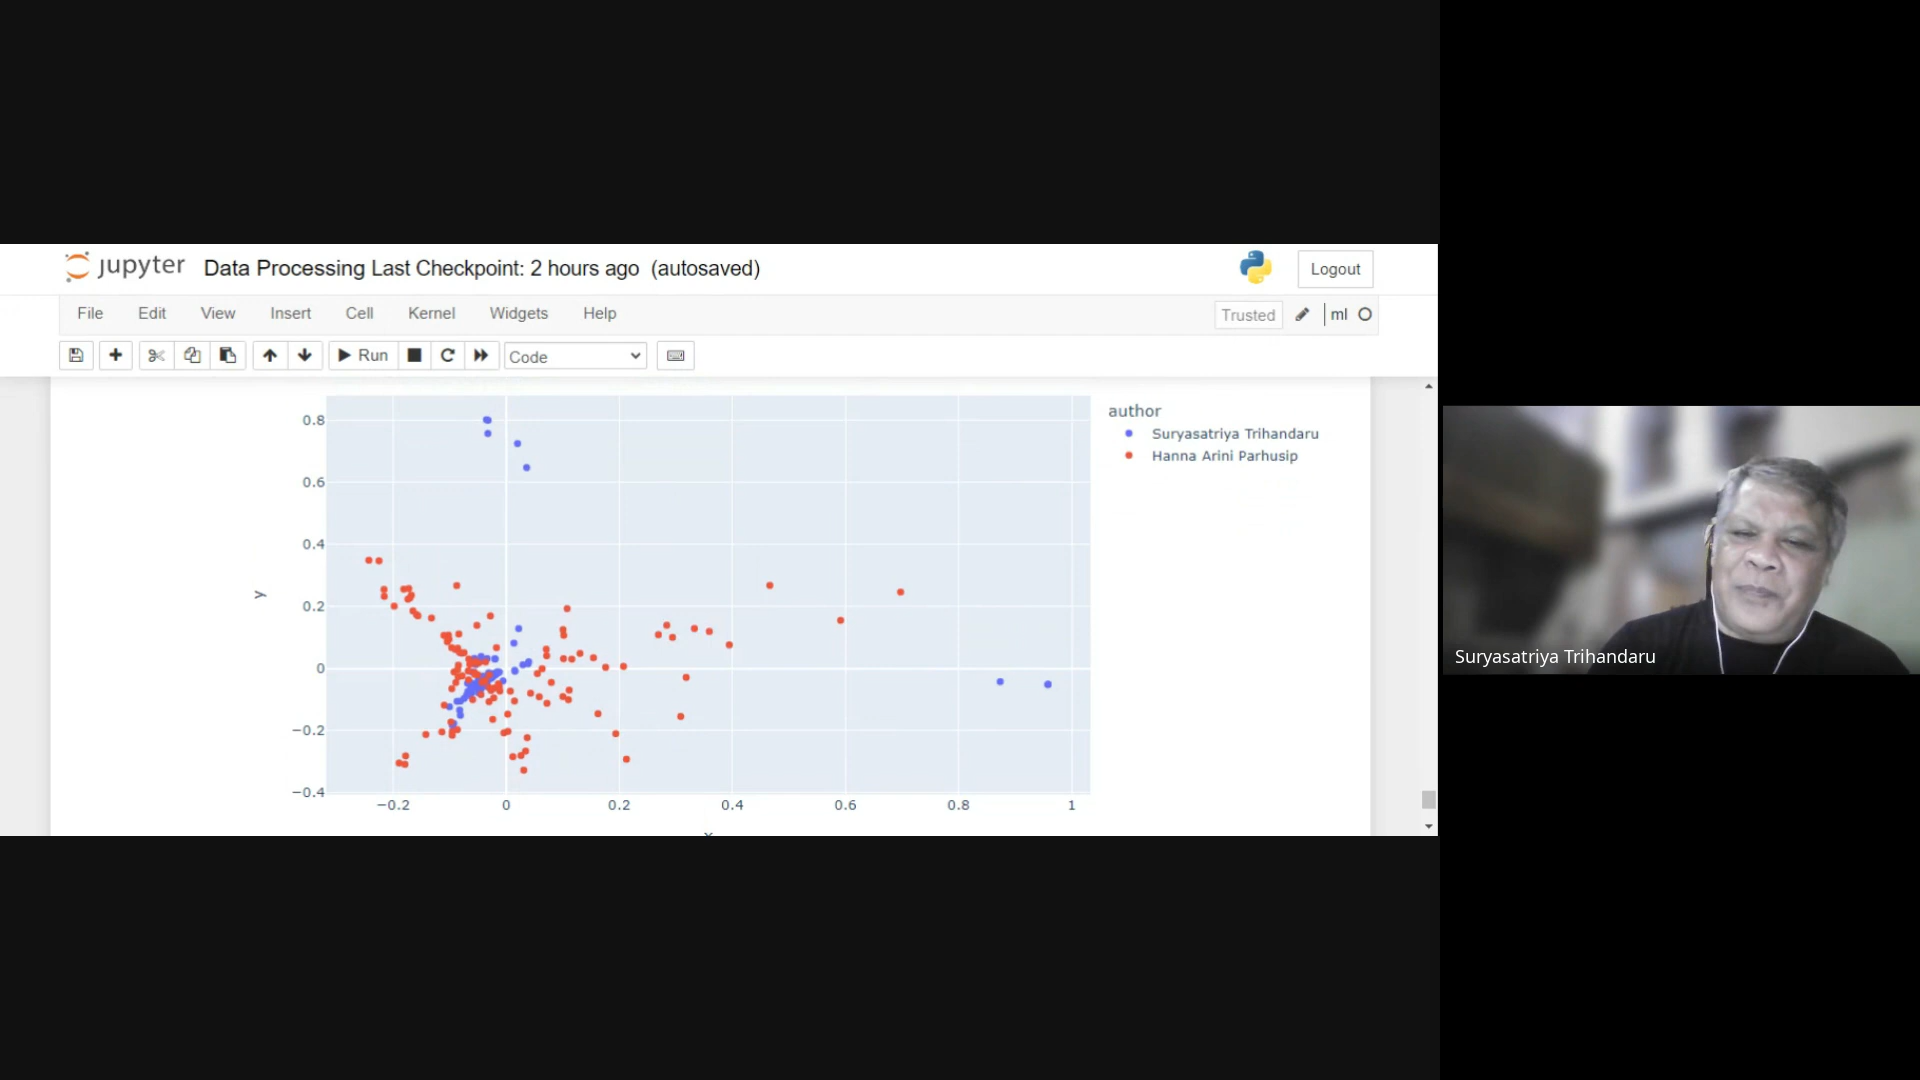 jupyter Data Processing Last Checkpoint: 2 hours ago (autosaved)
Logout
File Edit View Insert Cell Kernel Widgets Help
Trusted ml
Run Code
author
Suryasatriya Trihandaru
Hanna Arini Parhusip
0.8
0.6
0.4
0.2
0
−0.2
−0.4
y
−0.2 0 0.2 0.4 0.6 0.8 1
Suryasatriya Trihandaru